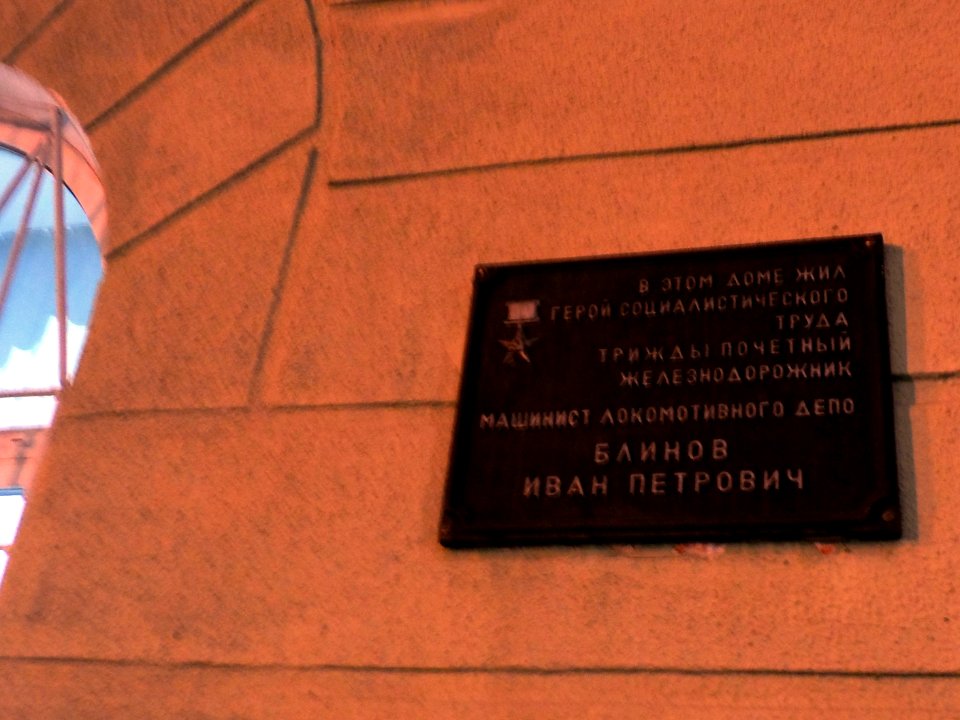 В ЭТОМ ДОМЕ ЖИЛ
ГЕРОЙ СОЦИАЛИСТИЧЕСКОГО
ТРУДА
ТРИЖДЫ ПОЧЕТНЫЙ
ЖЕЛЕЗНОДОРОЖНИК
МАШИНИСТ ЛОКОМОТИВНОГО ДЕПО
БЛИНОВ
ИВАН ПЕТРОВИЧ